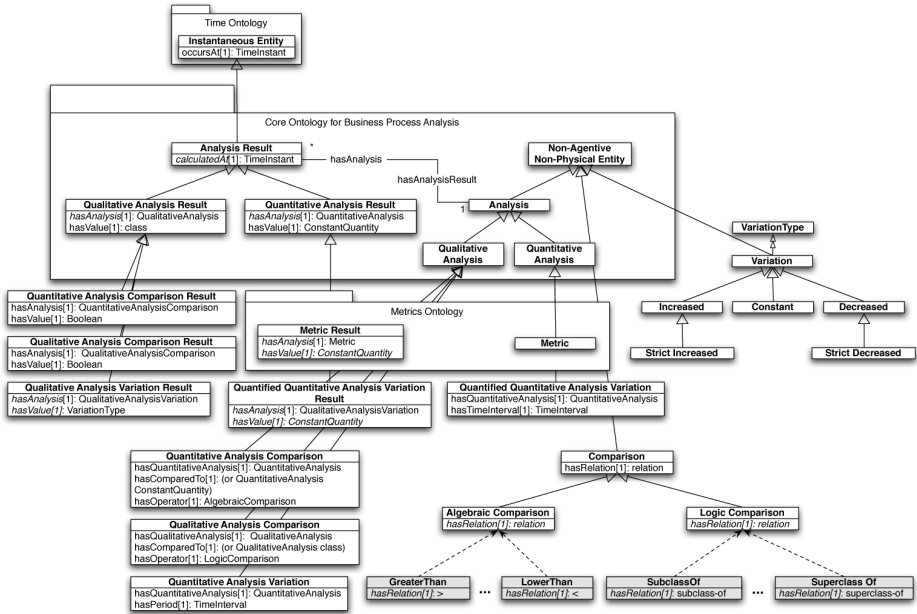 Time Ontology
Instantaneous Entity
occursAt[1]: TimeInstant
Core Ontology for Business Process Analysis
Analysis Result
calculatedAt[1]: TimeInstant
*
hasAnalysis
hasAnalysisResult
1
Non-Agentive
Non-Physical Entity
Qualitative Analysis Result
hasAnalysis[1]: QualitativeAnalysis
hasValue[1]: class
Quantitative Analysis Result
hasAnalysis[1]: QuantitativeAnalysis
hasValue[1]: ConstantQuantity
Analysis
Qualitative
Analysis
Quantitative
Analysis
VariationType
Variation
Increased
Constant
Decreased
Strict Increased
Strict Decreased
Quantitative Analysis Comparison Result
hasAnalysis[1]: QuantitativeAnalysisComparison
hasValue[1]: Boolean
Qualitative Analysis Comparison Result
hasAnalysis[1]: QualitativeAnalysisComparison
hasValue[1]: Boolean
Qualitative Analysis Variation Result
hasAnalysis[1]: QualitativeAnalysisVariation
hasValue[1]: VariationType
Metrics Ontology
Metric Result
hasAnalysis[1]: Metric
hasValue[1]: ConstantQuantity
Metric
Quantified Quantitative Analysis Variation
Result
hasAnalysis[1]: QualitativeAnalysisVariation
hasValue[1]: ConstantQuantity
Quantified Quantitative Analysis Variation
hasQuantitativeAnalysis[1]: QuantitativeAnalysis
hasTimeInterval[1]: TimeInterval
Quantitative Analysis Comparison
hasQuantitativeAnalysis[1]: QuantitativeAnalysis
hasComparedTo[1]: (or QuantitativeAnalysis
ConstantQuantity)
hasOperator[1]: AlgebraicComparison
Qualitative Analysis Comparison
hasQualitativeAnalysis[1]: QualitativeAnalysis
hasComparedTo[1]: (or QualitativeAnalysis class)
hasOperator[1]: LogicComparison
Quantitative Analysis Variation
hasQuantitativeAnalysis[1]: QuantitativeAnalysis
hasPeriod[1]: TimeInterval
Comparison
hasRelation[1]: relation
Algebraic Comparison
hasRelation[1]: relation
Logic Comparison
hasRelation[1]: relation
GreaterThan
hasRelation[1]: >
...
LowerThan
hasRelation[1]: <
SubclassOf
hasRelation[1]: subclass-of
...
Superclass Of
hasRelation[1]: superclass-of